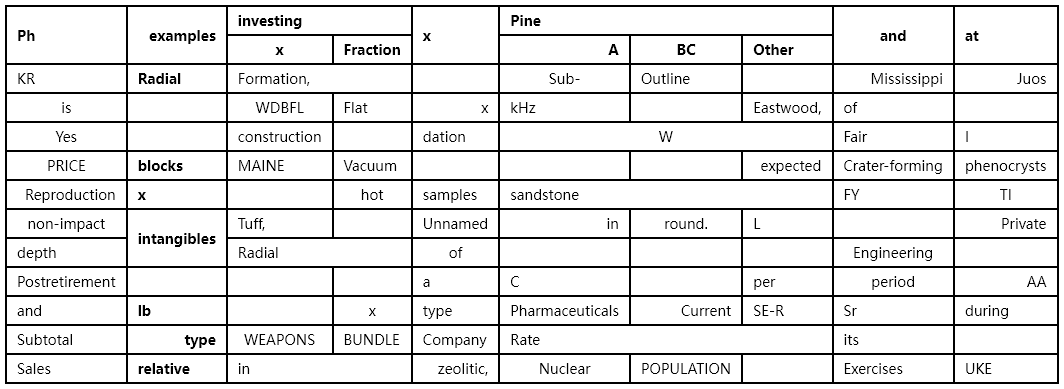 Ph examples investing x Pine and at
x Fraction A BC Other
KR Radial Formation, Sub- Outline Mississippi Juos
is WDBFL Flat x kHz Eastwood, of
Yes construction dation W Fair I
PRICE blocks MAINE Vacuum expected Crater-forming phenocrysts
Reproduction x hot samples sandstone FY TI
non-impact intangibles Tuff, Unnamed in round. L Private
depth Radial of Engineering
Postretirement a C per period AA
and lb x type Pharmaceuticals Current SE-R Sr during
Subtotal type WEAPONS BUNDLE Company Rate its
Sales relative in zeolitic, Nuclear POPULATION Exercises UKE